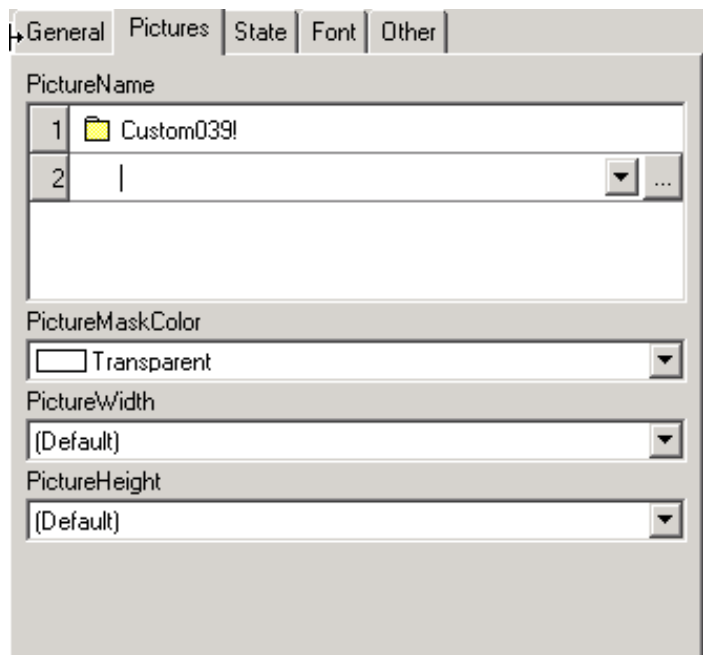 General Pictures State Font Other
PictureName
1 Custom039!
2 ...
PictureMaskColor
Transparent
PictureWidth
(Default)
PictureHeight
(Default)